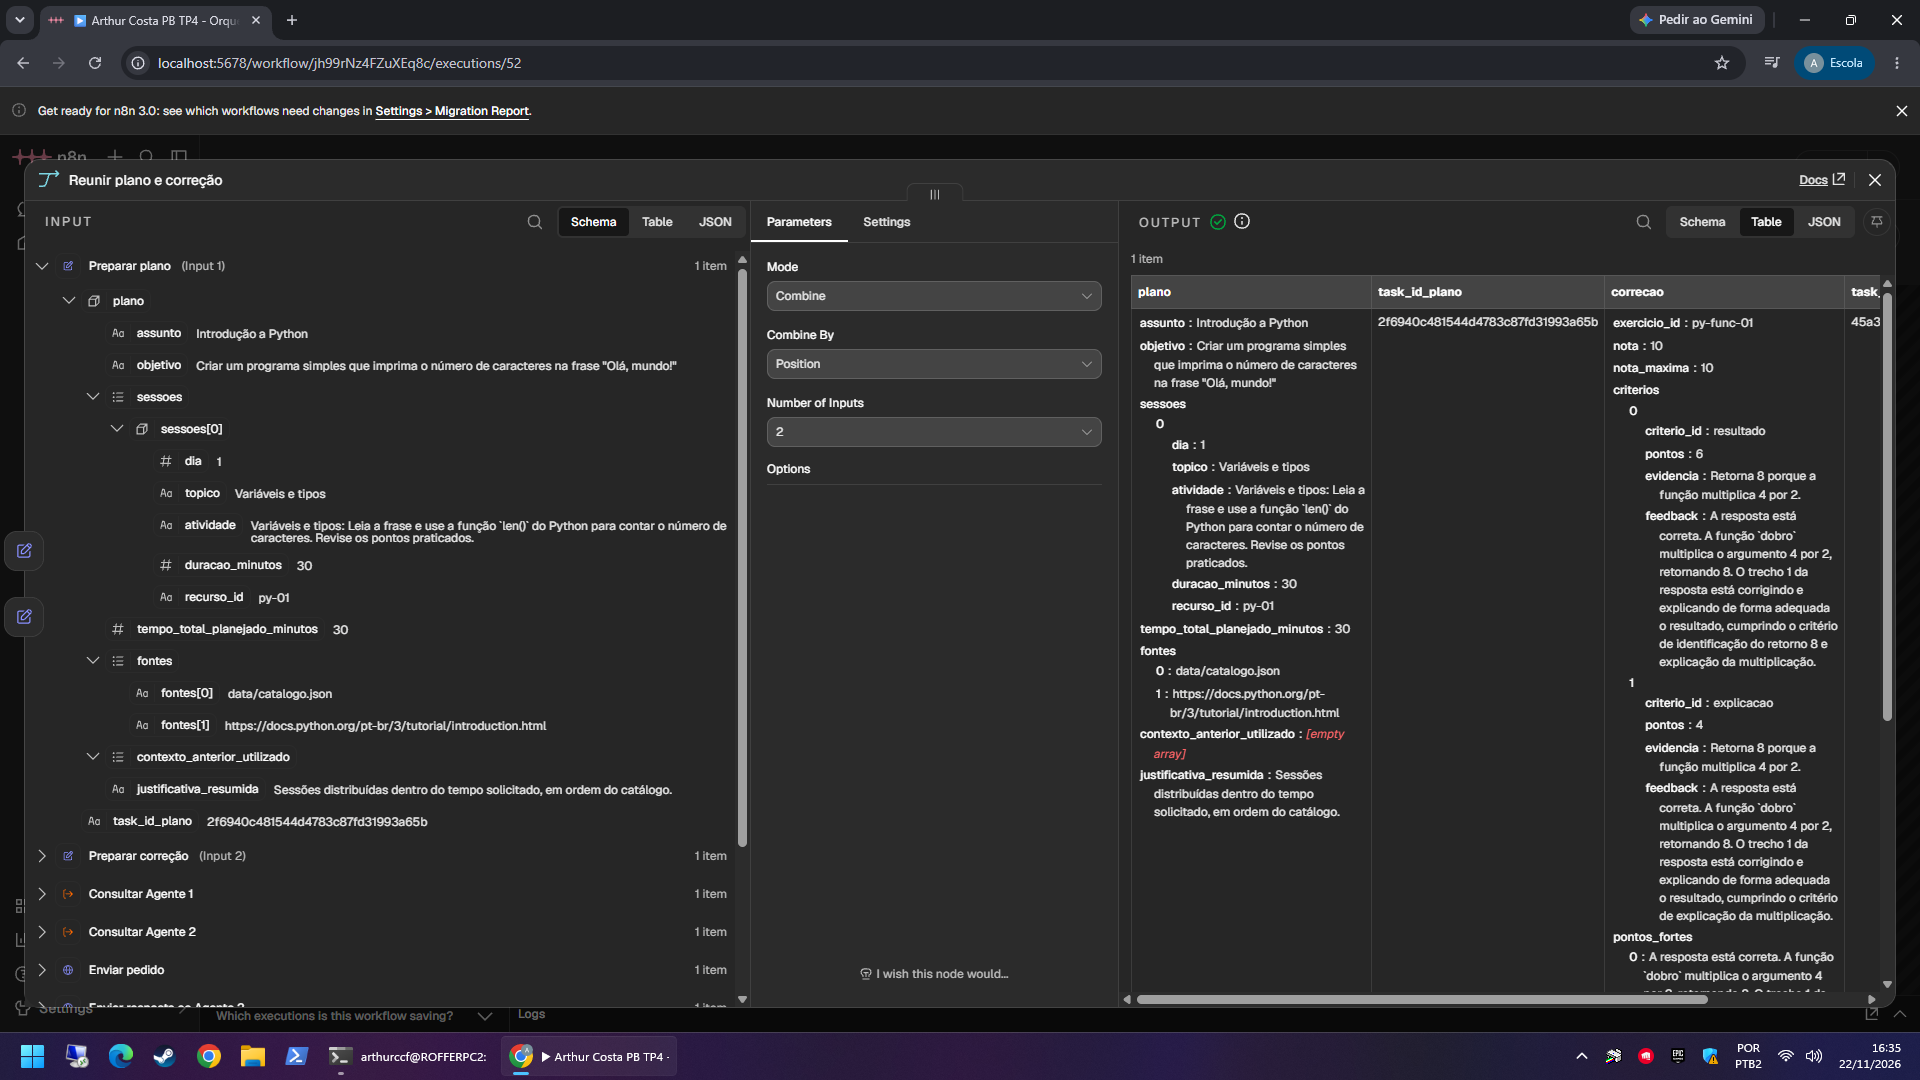 Arthur Costa PB TP4 - Orqu
Pedir ao Gemini
localhost:5678/workflow/jh99rNz4FZuXEq8c/executions/52
A Escola
Get ready for n8n 3.0: see which workflows need changes in Settings > Migration Report.
n8n
Reunir plano e correção
Docs
INPUT
Schema
Table
JSON
Preparar plano (Input 1)
1 item
plano
Aa assunto Introdução a Python
Aa objetivo Criar um programa simples que imprima o número de caracteres na frase "Olá, mundo!"
sessoes
sessoes[0]
# dia 1
Aa topico Variáveis e tipos
Aa atividade Variáveis e tipos: Leia a frase e use a função `len()` do Python para contar o número de
caracteres. Revise os pontos praticados.
# duracao_minutos 30
Aa recurso_id py-01
# tempo_total_planejado_minutos 30
fontes
Aa fontes[0] data/catalogo.json
Aa fontes[1] https://docs.python.org/pt-br/3/tutorial/introduction.html
contexto_anterior_utilizado
Aa justificativa_resumida Sessões distribuídas dentro do tempo solicitado, em ordem do catálogo.
Aa task_id_plano 2f6940c481544d4783c87fd31993a65b
Preparar correção (Input 2)
1 item
Consultar Agente 1
1 item
Consultar Agente 2
1 item
Enviar pedido
1 item
Parameters
Settings
Mode
Combine
Combine By
Position
Number of Inputs
2
Options
I wish this node would...
OUTPUT
Schema
Table
JSON
1 item
plano
task_id_plano
correcao
task_
assunto : Introdução a Python
objetivo : Criar um programa simples
que imprima o número de caracteres
na frase "Olá, mundo!"
sessoes
0
dia : 1
topico : Variáveis e tipos
atividade : Variáveis e tipos: Leia a
frase e use a função `len()` do
Python para contar o número de
caracteres. Revise os pontos
praticados.
duracao_minutos : 30
recurso_id : py-01
tempo_total_planejado_minutos : 30
fontes
0 : data/catalogo.json
1 : https://docs.python.org/pt-
br/3/tutorial/introduction.html
contexto_anterior_utilizado : [empty
array]
justificativa_resumida : Sessões
distribuídas dentro do tempo
solicitado, em ordem do catálogo.
2f6940c481544d4783c87fd31993a65b
exercicio_id : py-func-01
nota : 10
nota_maxima : 10
criterios
0
criterio_id : resultado
pontos : 6
evidencia : Retorna 8 porque a
função multiplica 4 por 2.
feedback : A resposta está
correta. A função `dobro`
multiplica o argumento 4 por 2,
retornando 8. O trecho 1 da
resposta está corrigindo e
explicando de forma adequada
o resultado, cumprindo o critério
de identificação do retorno 8 e
explicação da multiplicação.
1
criterio_id : explicacao
pontos : 4
evidencia : Retorna 8 porque a
função multiplica 4 por 2.
feedback : A resposta está
correta. A função `dobro`
multiplica o argumento 4 por 2,
retornando 8. O trecho 1 da
resposta está corrigindo e
explicando de forma adequada
o resultado, cumprindo o critério
de explicação da multiplicação.
pontos_fortes
0 : A resposta está correta. A função
`dobro` multiplica o argumento 4
45a3
Settings
Which executions is this workflow saving?
Logs
arthurccf@ROFFERPC2:
Arthur Costa PB TP4 -
POR
PTB2
16:35
22/11/2026